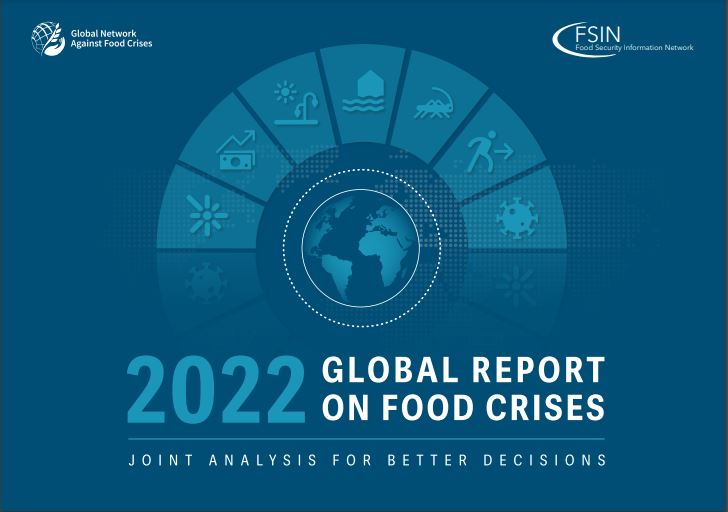 Global Network
Against Food Crises
FSIN
Food Security Information Network
2022 GLOBAL REPORT
ON FOOD CRISES
JOINT ANALYSIS FOR BETTER DECISIONS